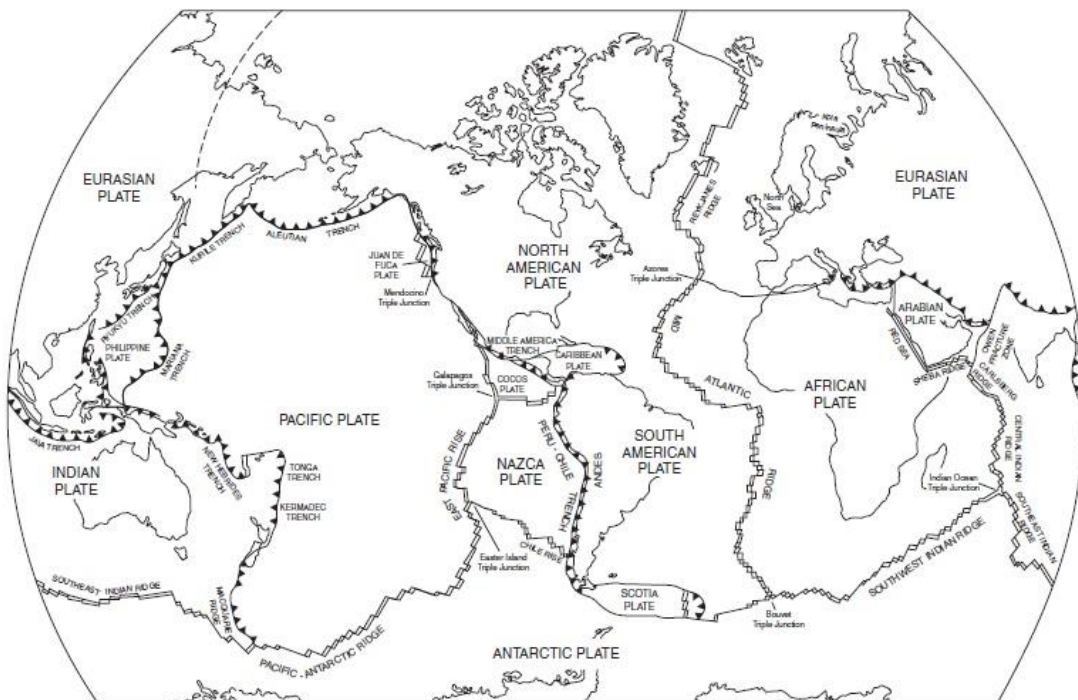 EURASIAN
PLATE
KURILE TRENCH
ALEUTIAN
TRENCH
JUAN DE
FUCA
PLATE
Mendocino
Triple Junction
NORTH
AMERICAN
PLATE
REYKJANES
RIDGE
Kola
Peninsula
North
Sea
EURASIAN
PLATE
Azores
Triple Junction
RYUKYU TRENCH
PHILIPPINE
PLATE
MARIANA
TRENCH
MIDDLE AMERICA
TRENCH
CARIBBEAN
PLATE
MID
ATLANTIC
RIDGE
ARABIAN
PLATE
RED SEA
SHEBA RIDGE
OWEN
FRACTURE
ZONE
CARLSBERG
RIDGE
Galapagos
Triple Junction
COCOS
PLATE
PACIFIC PLATE
AFRICAN
PLATE
JAVA TRENCH
INDIAN
PLATE
NEW HEBRIDES
TRENCH
TONGA
TRENCH
KERMADEC
TRENCH
EAST PACIFIC RISE
NAZCA
PLATE
PERU - CHILE
TRENCH
ANDES
SOUTH
AMERICAN
PLATE
CENTRAL INDIAN
RIDGE
Indian Ocean
Triple Junction
SOUTHEAST INDIAN
RIDGE
Easter Island
Triple Junction
CHILE RISE
SOUTHWEST INDIAN RIDGE
SOUTHEAST- INDIAN RIDGE
MACQUARIE
RIDGE
SCOTIA
PLATE
Bouvet
Triple Junction
PACIFIC - ANTARCTIC RIDGE
ANTARCTIC PLATE